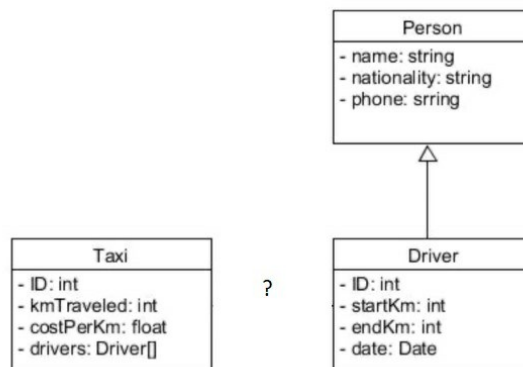 Person
- name: string
- nationality: string
- phone: srring
Taxi
- ID: int
- kmTraveled: int
- costPerKm: float
- drivers: Driver[]
?
Driver
- ID: int
- startKm: int
- endKm: int
- date: Date